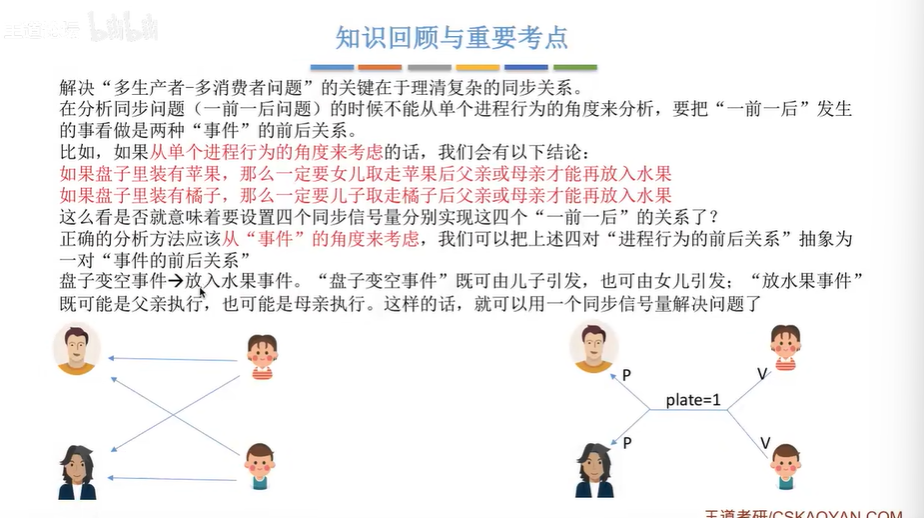 知识回顾与重要考点
解决“多生产者-多消费者问题”的关键在于理清复杂的同步关系。
在分析同步问题（一前一后问题）的时候不能从单个进程行为的角度来分析，要把“一前一后”发生
的事看做是两种“事件”的前后关系。
比如，如果从单个进程行为的角度来考虑的话，我们会有以下结论：
如果盘子里装有苹果，那么一定要女儿取走苹果后父亲或母亲才能再放入水果
如果盘子里装有橘子，那么一定要儿子取走橘子后父亲或母亲才能再放入水果
这么看是否就意味着要设置四个同步信号量分别实现这四个“一前一后”的关系了？
正确的分析方法应该从“事件”的角度来考虑，我们可以把上述四对“进程行为的前后关系”抽象为
一对“事件的前后关系”
盘子变空事件→放入水果事件。“盘子变空事件”既可由儿子引发，也可由女儿引发；“放水果事件”
既可能是父亲执行，也可能是母亲执行。这样的话，就可以用一个同步信号量解决问题了
P
V
plate=1
P
V
王道考研/CSKAOYAN.COM